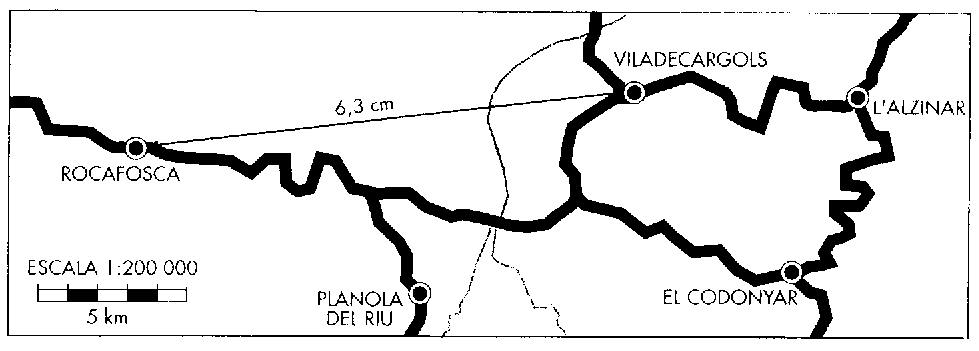 VILADECARGOLS
6,3 cm
L'ALZINAR
ROCAFOSCA
ESCALA 1:200 000
5 km
PLANOLA
DEL RIU
EL CODONYAR